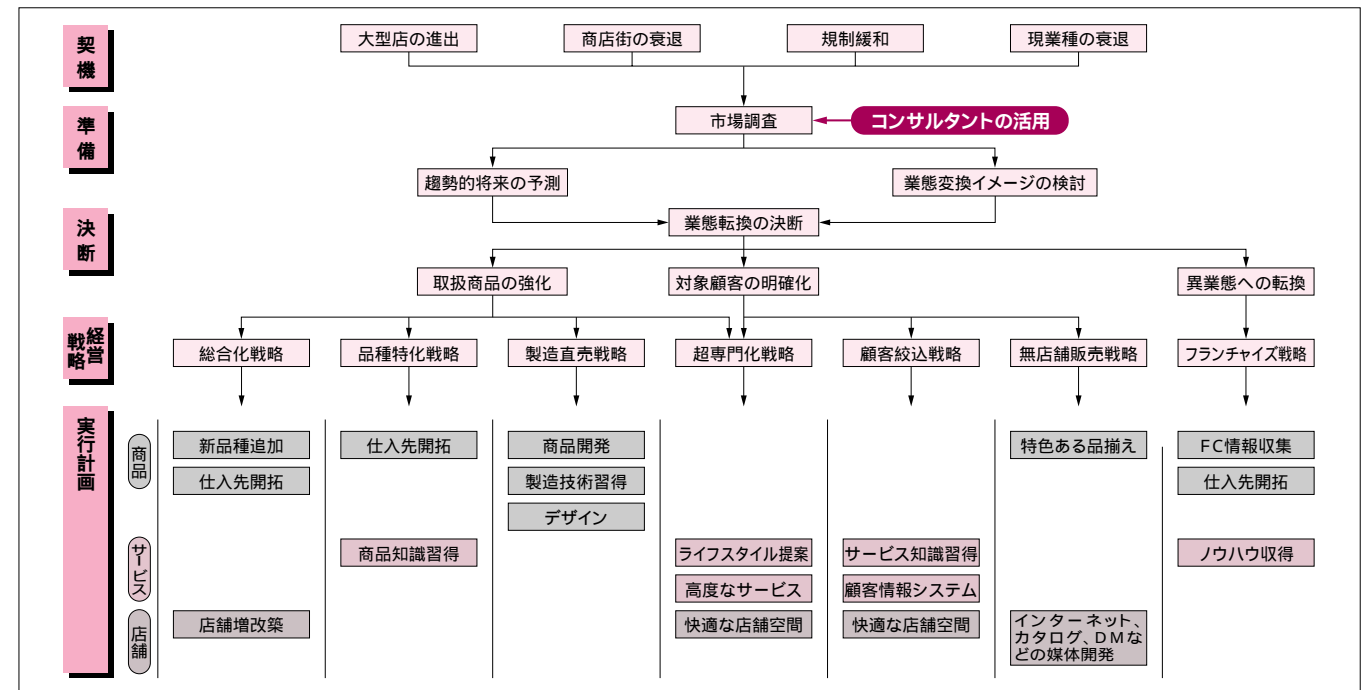 契機
大型店の進出
商店街の衰退
規制緩和
現業種の衰退
準備
市場調査
コンサルタントの活用
趨勢的将来の予測
業態変換イメージの検討
決断
業態転換の決断
取扱商品の強化
対象顧客の明確化
異業態への転換
経営戦略
総合化戦略
品種特化戦略
製造直売戦略
超専門化戦略
顧客絞込戦略
無店舗販売戦略
フランチャイズ戦略
実行計画
商品
新品種追加
仕入先開拓
商品開発
特色ある品揃え
FC情報収集
仕入先開拓
製造技術習得
仕入先開拓
デザイン
サービス
商品知識習得
ライフスタイル提案
サービス知識習得
ノウハウ収得
高度なサービス
顧客情報システム
店舗
店舗増改築
快適な店舗空間
快適な店舗空間
インターネット、
カタログ、DMな
どの媒体開発